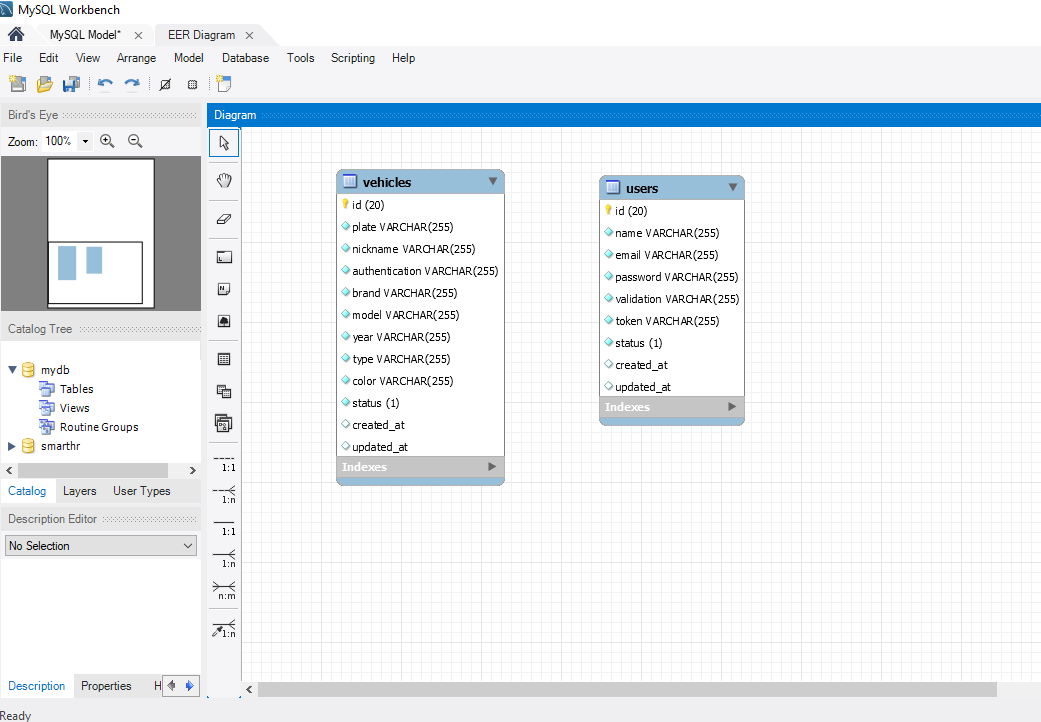 MySQL Workbench
MySQL Model*
EER Diagram
File Edit View Arrange Model Database Tools Scripting Help
Bird's Eye
Zoom: 100%
Diagram
vehicles
id (20)
plate VARCHAR(255)
nickname VARCHAR(255)
authentication VARCHAR(255)
brand VARCHAR(255)
model VARCHAR(255)
year VARCHAR(255)
type VARCHAR(255)
color VARCHAR(255)
status (1)
created_at
updated_at
Indexes
users
id (20)
name VARCHAR(255)
email VARCHAR(255)
password VARCHAR(255)
validation VARCHAR(255)
token VARCHAR(255)
status (1)
created_at
updated_at
Indexes
Catalog Tree
mydb
Tables
Views
Routine Groups
smarthr
Catalog Layers User Types
Description Editor
No Selection
Description Properties H
1:1
1:n
1:1
1:n
n:m
1:n
Ready